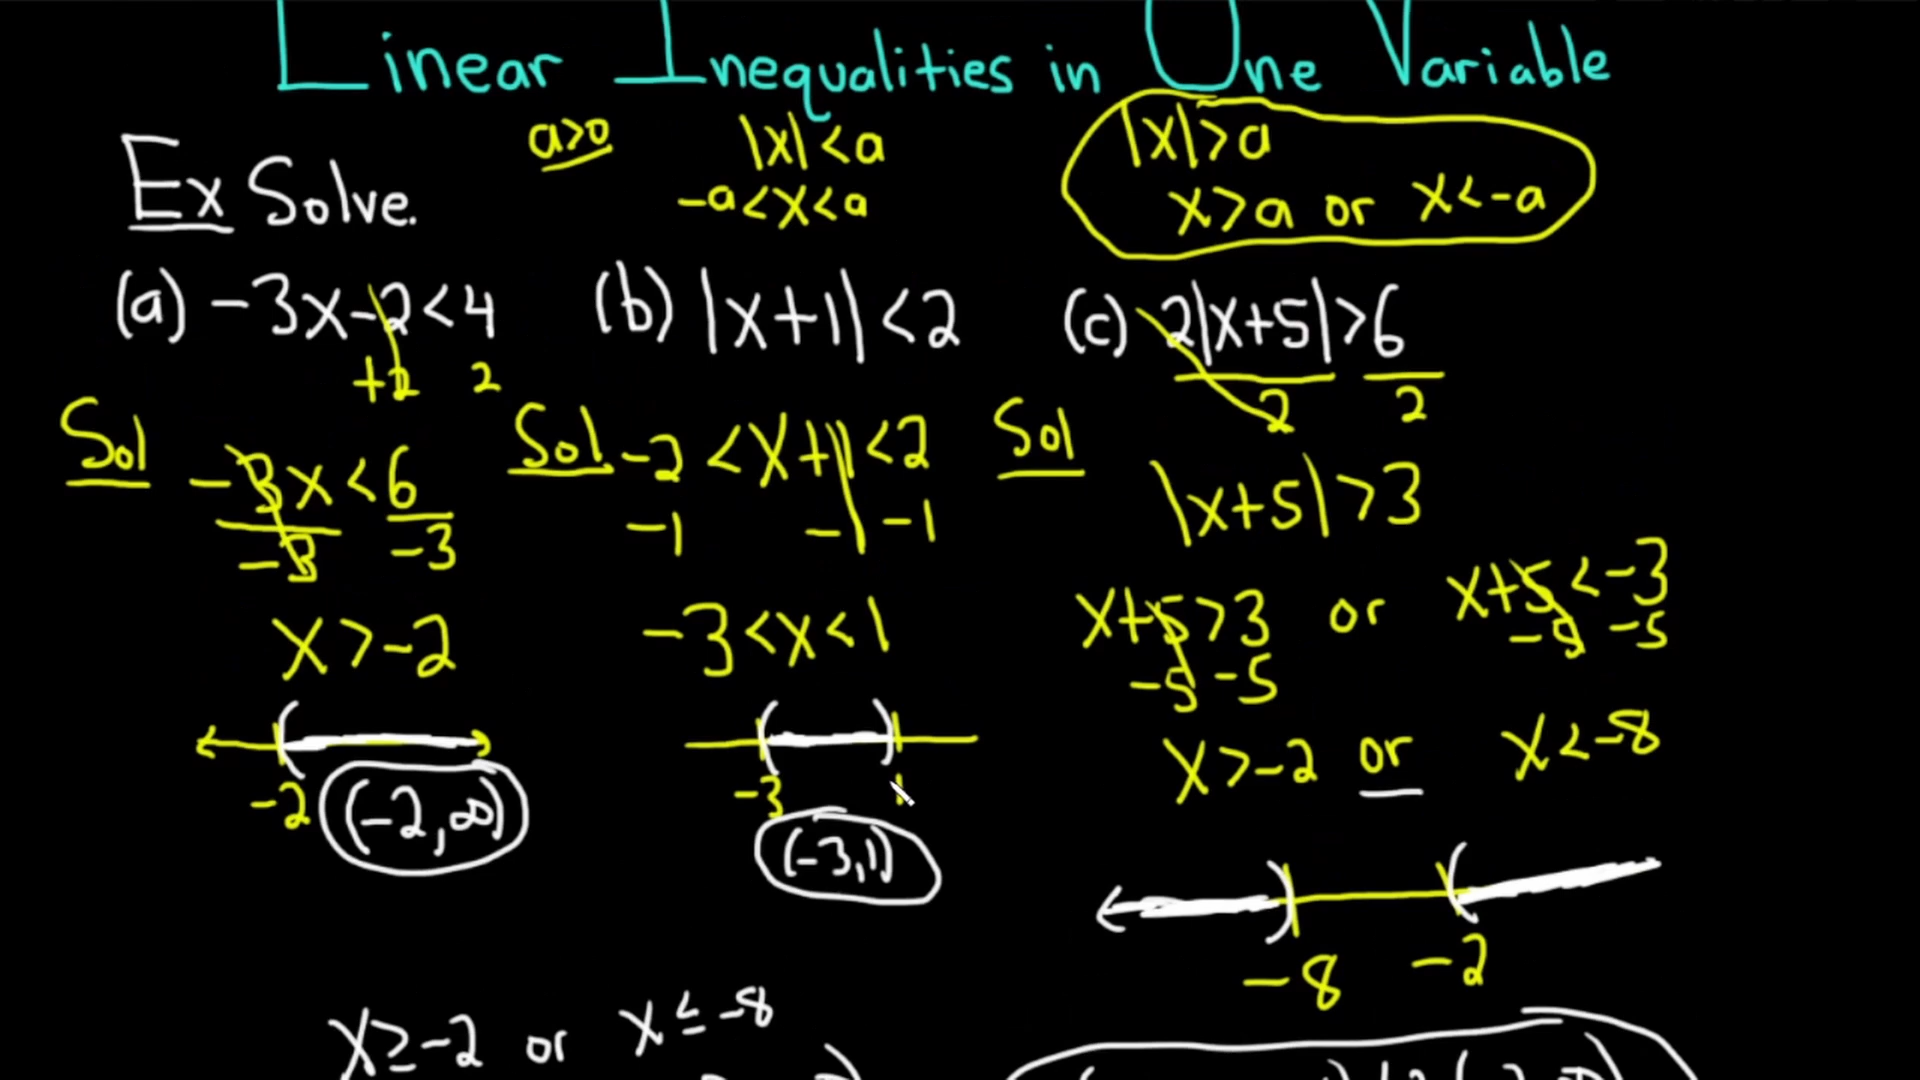 Linear Inequalities in One Variable
a>0 |x|<a |x|>a
-a<x<a x>a or x<-a
Ex Solve.
(a) -3x-2<4 (b) |x+1|<2 (c) 2|x+5|>6
+2 2 2 2
Sol -3x<6 Sol -2<x+1<2 Sol |x+5|>3
-3 -3 -1 -1 -1
x+5>3 or x+5<-3
-5 -5 -5 -5
x>-2 -3<x<1
x>-2 or x<-8
-2 (-2,∞) -3 1
(-3,1)
-8 -2
x≥-2 or x≤-8